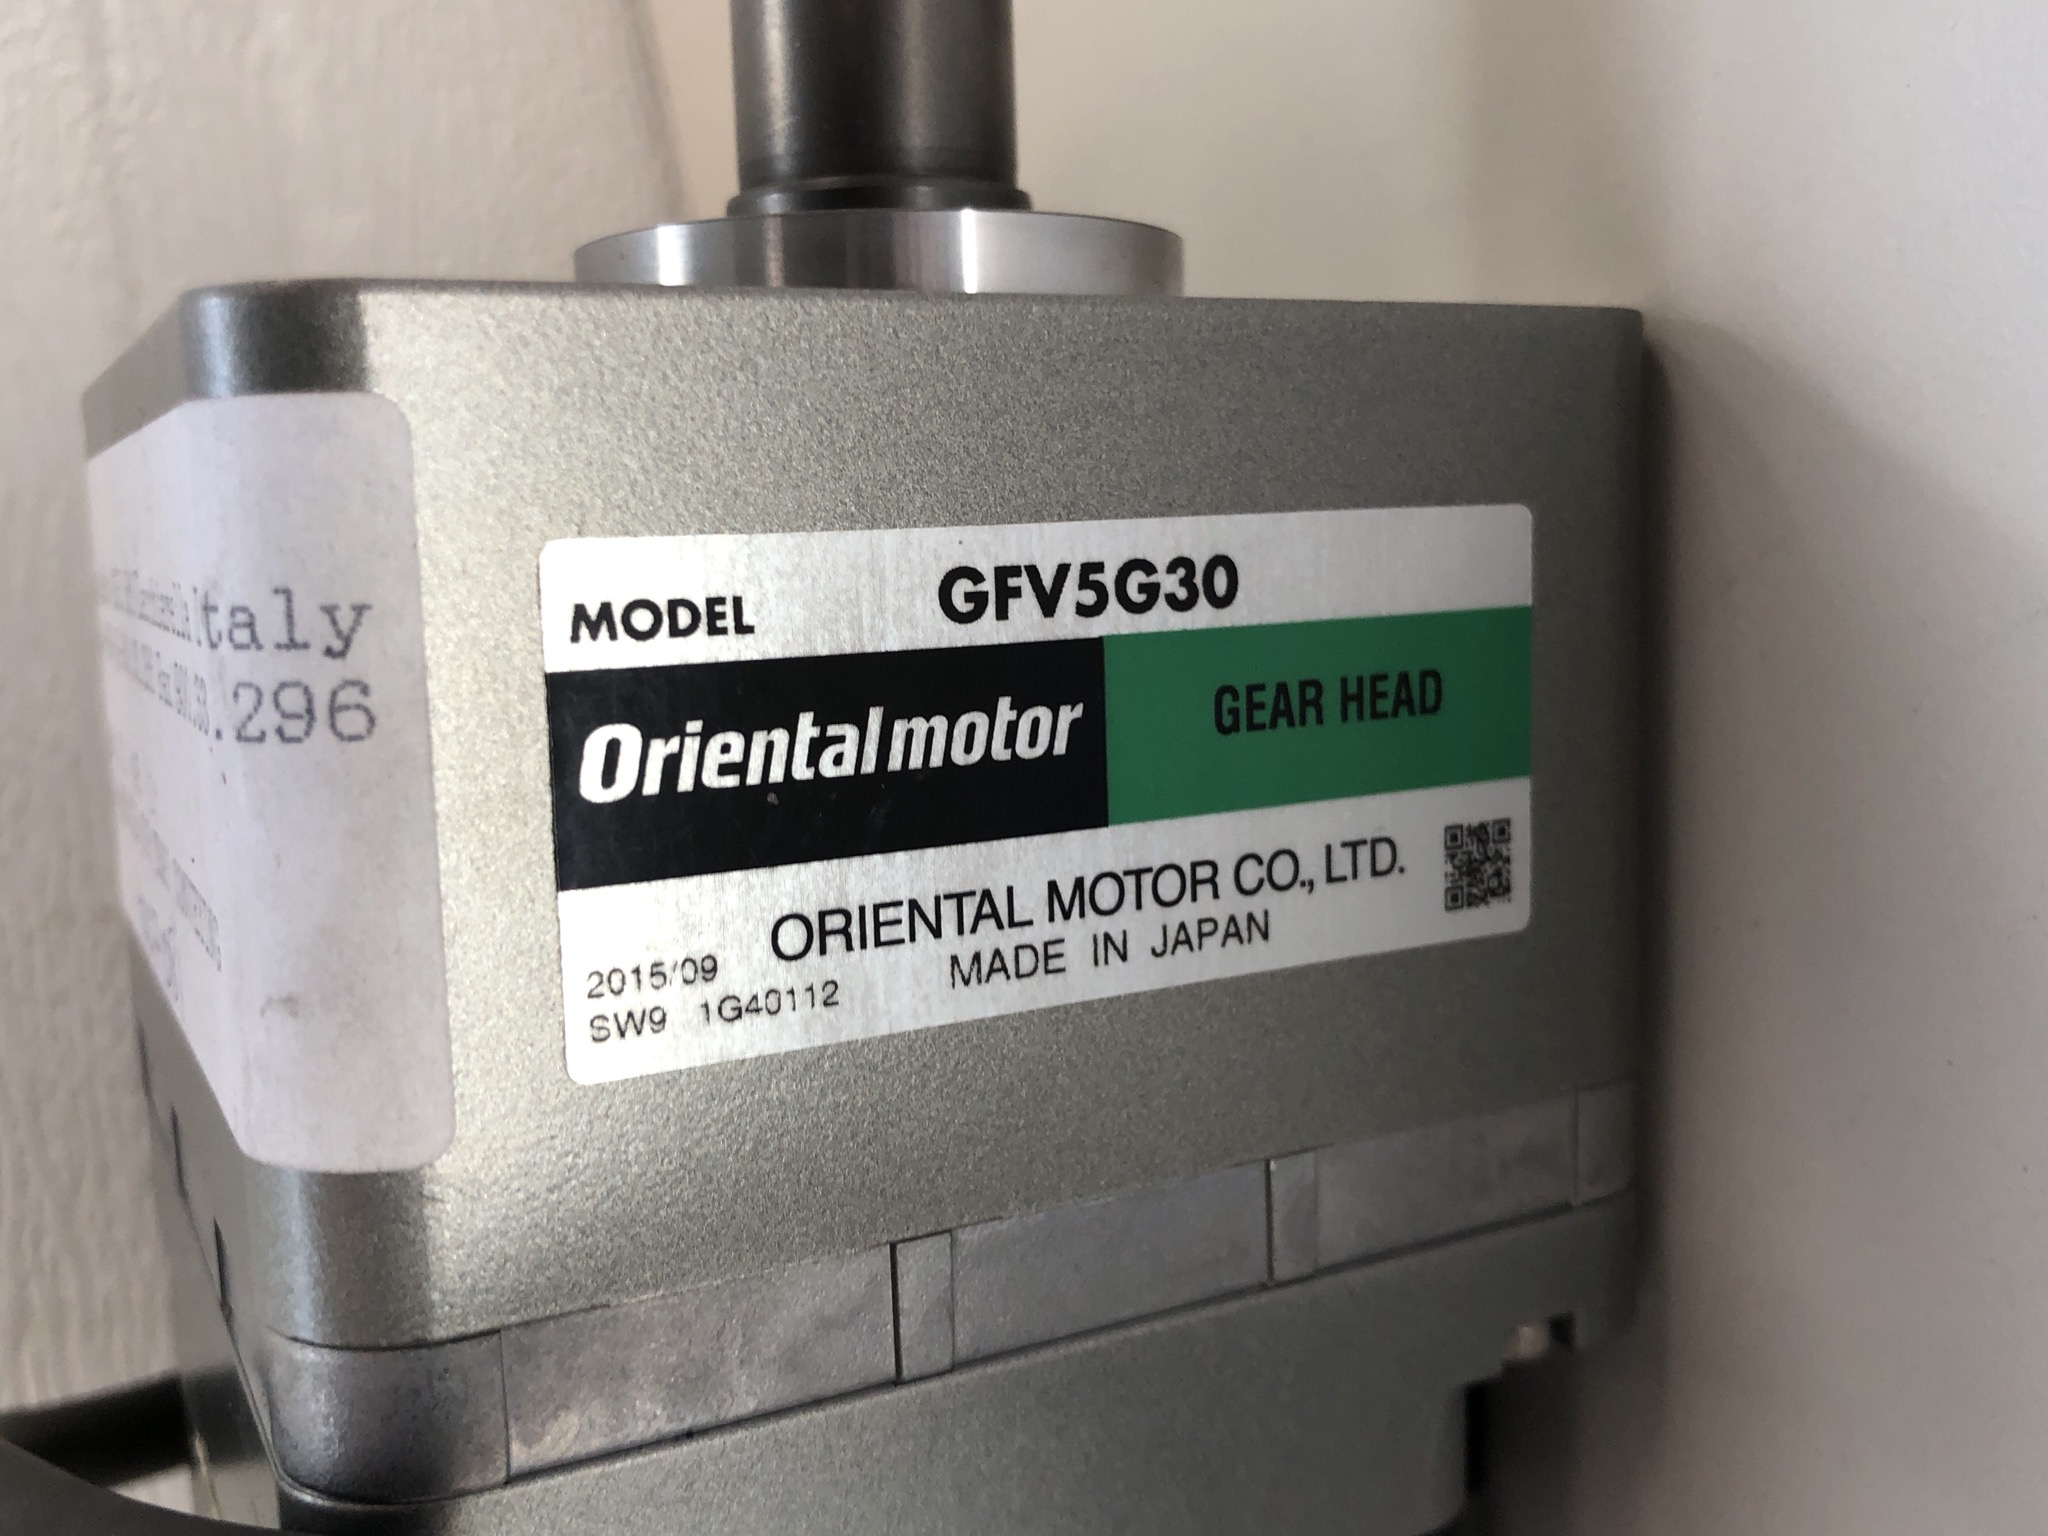 MODEL GFV5G30
Orientalmotor GEAR HEAD
ORIENTAL MOTOR CO., LTD.
2015/09 MADE IN JAPAN
SW9 1G40112
Italy
.296